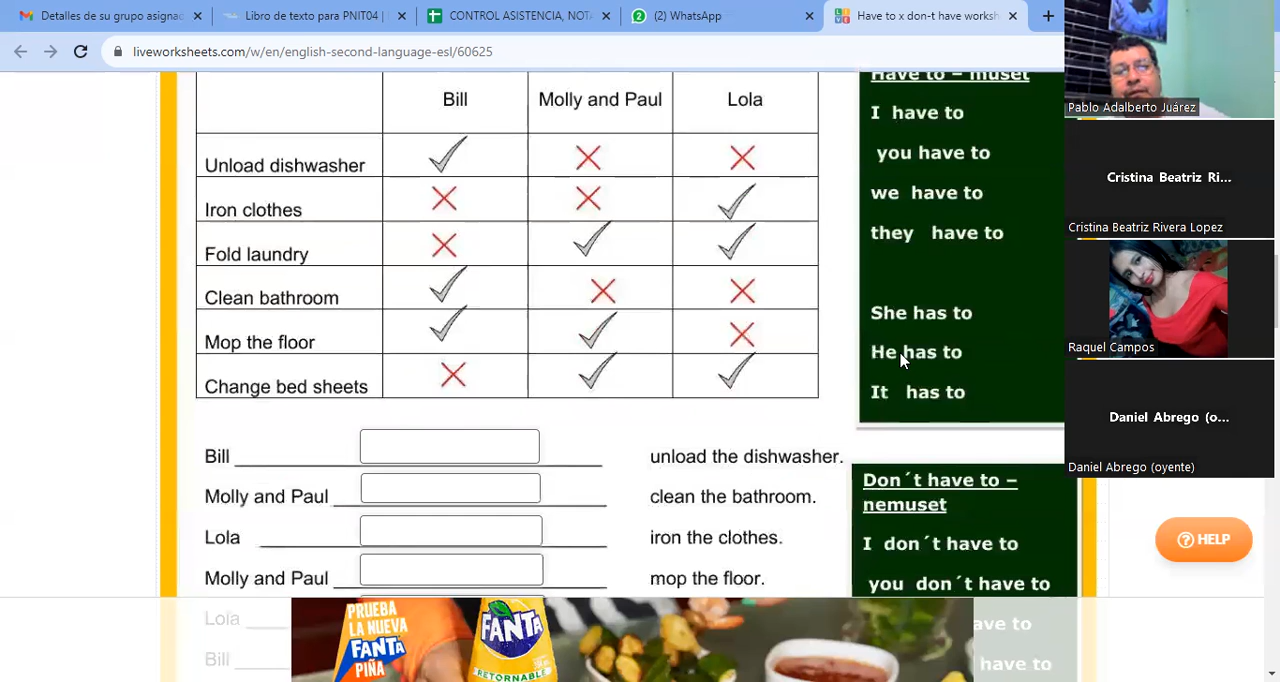 Detalles de su grupo asignad
Libro de texto para PNT04 I
CONTROL, ASISTENCIA, NOTA
(2) WhatsApp
Have to x don-t have worksh
liveworksheets.com/w/en/english-second-language-esl/60625
Bill Molly and Paul Lola
Unload dishwasher
Iron clothes
Fold laundry
Clean bathroom
Mop the floor
Change bed sheets
Bill unload the dishwasher.
Molly and Paul clean the bathroom.
Lola iron the clothes.
Molly and Paul mop the floor.
Lola
Bill
Have to – muset
I have to
you have to
we have to
they have to
She has to
He has to
It has to
Don´t have to –
nemuset
I don´t have to
you don´t have to
ave to
have to
PRUEBA
LA NUEVA
FANTA
PIÑA
FANTA
RETORNABLE
HELP
Pablo Adalberto Juárez
Cristina Beatriz Ri...
Cristina Beatriz Rivera Lopez
Raquel Campos
Daniel Abrego (o...
Daniel Abrego (oyente)